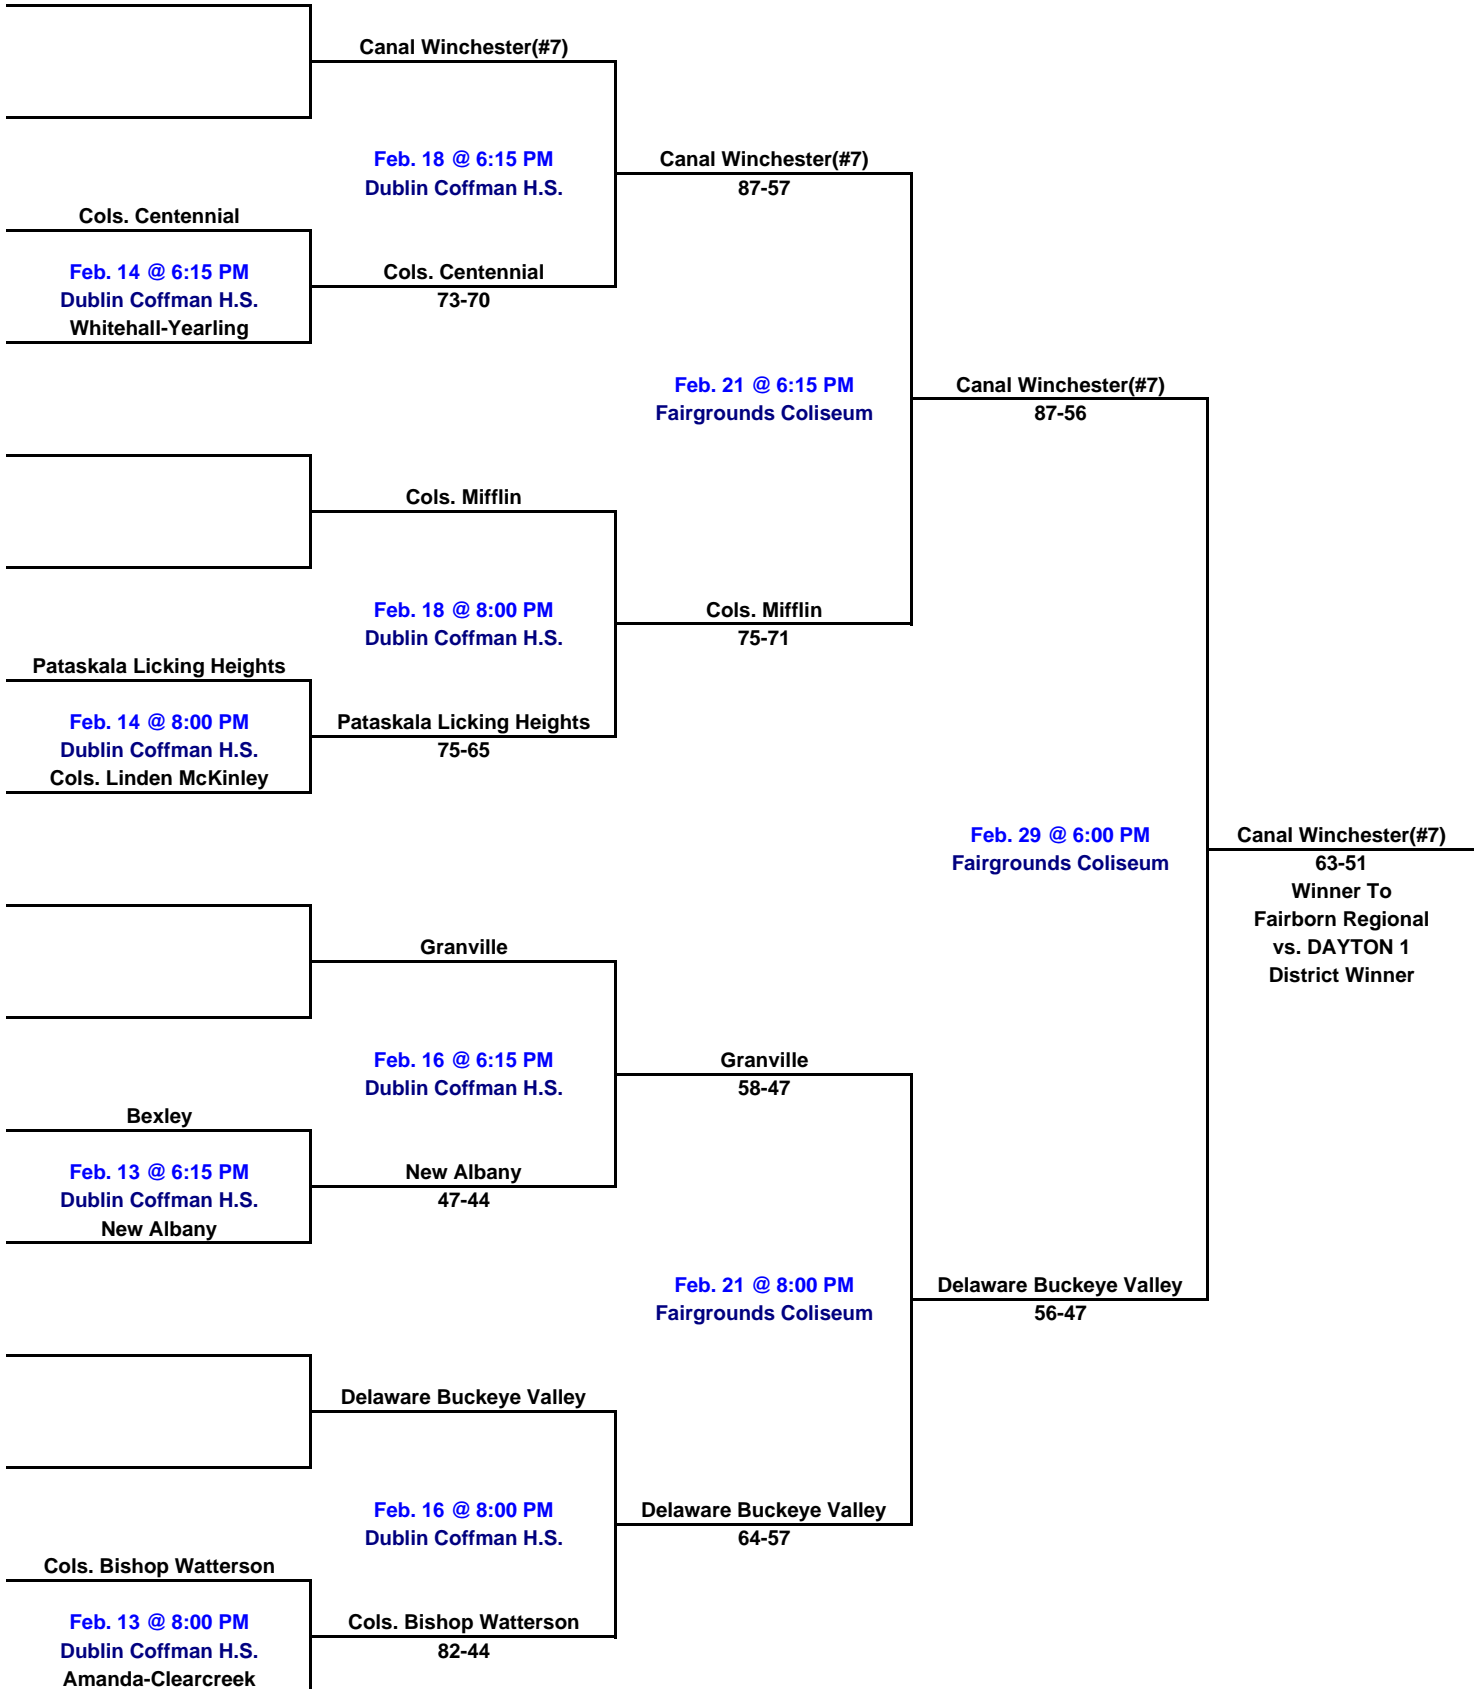 Canal Winchester(#7)
Feb. 18 @ 6:15 PM
Dublin Coffman H.S.
Canal Winchester(#7)
87-57
Cols. Centennial
Feb. 14 @ 6:15 PM
Dublin Coffman H.S.
Whitehall-Yearling
Cols. Centennial
73-70
Feb. 21 @ 6:15 PM
Fairgrounds Coliseum
Canal Winchester(#7)
87-56
Cols. Mifflin
Feb. 18 @ 8:00 PM
Dublin Coffman H.S.
Cols. Mifflin
75-71
Pataskala Licking Heights
Feb. 14 @ 8:00 PM
Dublin Coffman H.S.
Cols. Linden McKinley
Pataskala Licking Heights
75-65
Feb. 29 @ 6:00 PM
Fairgrounds Coliseum
Canal Winchester(#7)
63-51
Winner To
Fairborn Regional
vs. DAYTON 1
District Winner
Granville
Feb. 16 @ 6:15 PM
Dublin Coffman H.S.
Granville
58-47
Bexley
Feb. 13 @ 6:15 PM
Dublin Coffman H.S.
New Albany
New Albany
47-44
Feb. 21 @ 8:00 PM
Fairgrounds Coliseum
Delaware Buckeye Valley
56-47
Delaware Buckeye Valley
Feb. 16 @ 8:00 PM
Dublin Coffman H.S.
Delaware Buckeye Valley
64-57
Cols. Bishop Watterson
Feb. 13 @ 8:00 PM
Dublin Coffman H.S.
Amanda-Clearcreek
Cols. Bishop Watterson
82-44